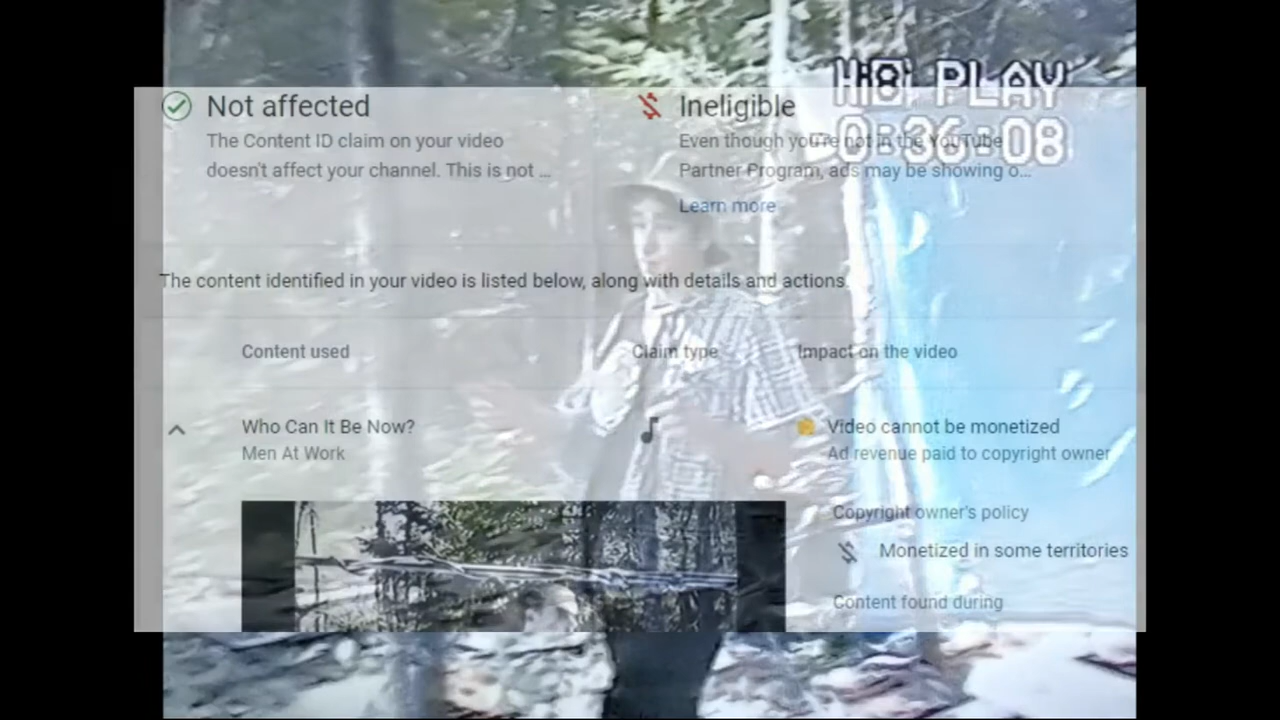 Hi8 PLAY
0:36:08
Not affected
Ineligible
The Content ID claim on your video
doesn't affect your channel. This is not ...
Even though you're not in the YouTube
Partner Program, ads may be showing o...
Learn more
The content identified in your video is listed below, along with details and actions.
Content used
Claim type
Impact on the video
Who Can It Be Now?
Men At Work
Video cannot be monetized
Ad revenue paid to copyright owner
Copyright owner's policy
Monetized in some territories
Content found during